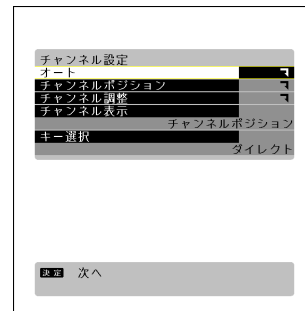 チャンネル設定
オート
チャンネルポジション
チャンネル調整
チャンネル表示
チャンネルポジション
キー選択
ダイレクト
決定 次へ